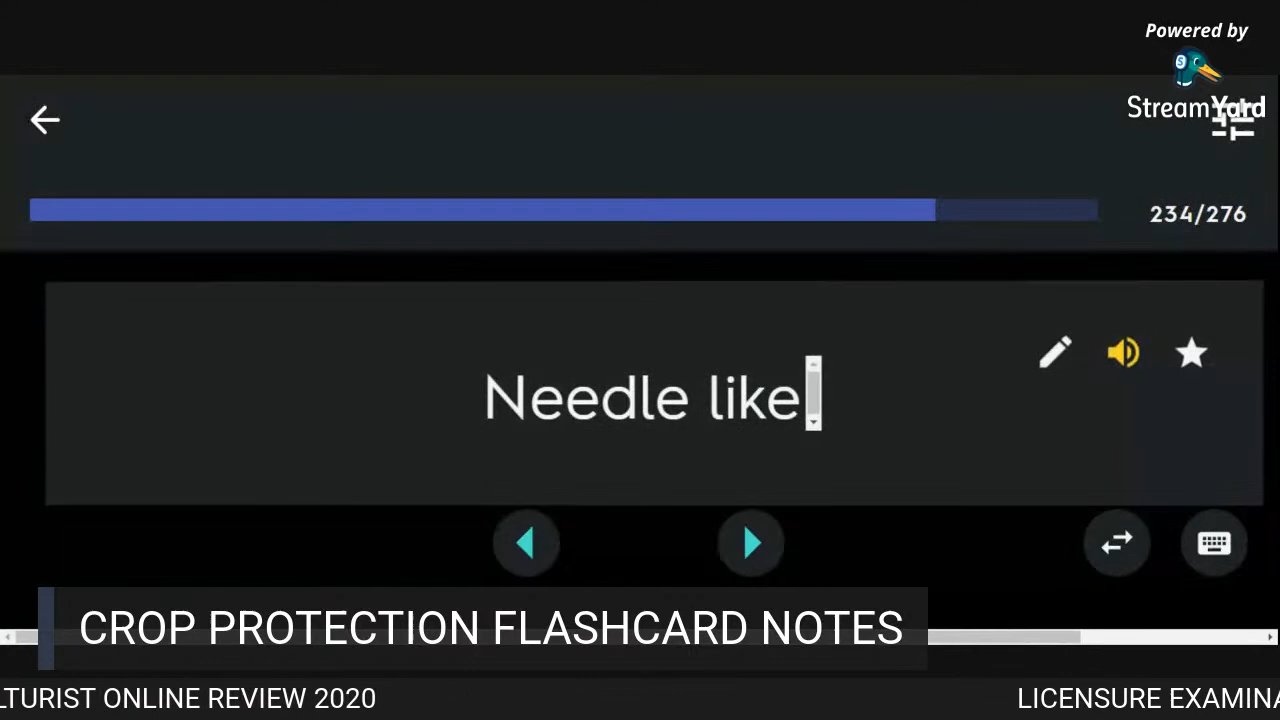 Powered by
StreamYard
234/276
Needle like
CROP PROTECTION FLASHCARD NOTES
LTURIST ONLINE REVIEW 2020
LICENSURE EXAMINA